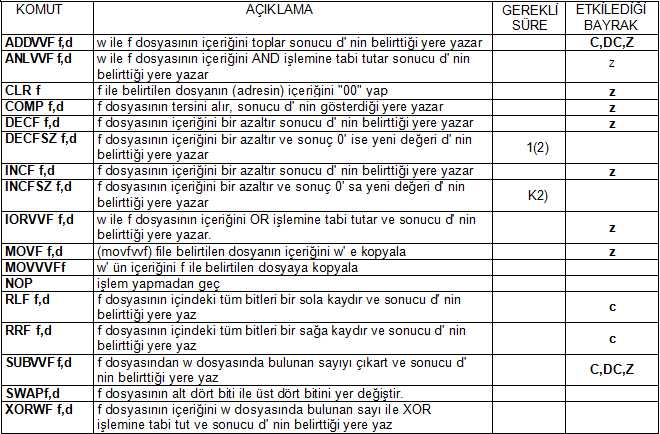 KOMUT AÇIKLAMA GEREKLİ SÜRE ETKİLEDİĞİ BAYRAK
ADDVVF f,d w ile f dosyasının içeriğini toplar sonucu d' nin belirttiği yere yazar C,DC,Z
ANLVVF f,d w ile f dosyasının içeriğini AND işlemine tabi tutar sonucu d' nin
belirttiği yere yazar z
CLR f f ile belirtilen dosyanın (adresin) içeriğini "00" yap z
COMP f,d f dosyasının tersini alır, sonucu d' nin gösterdiği yere yazar z
DECF f,d f dosyasının içeriğini bir azaltır sonucu d' nin belirttiği yere yazar z
DECFSZ f,d f dosyasının içeriğini bir azaltır ve sonuç 0' ise yeni değeri d' nin
belirttiği yere yazar 1(2)
INCF f,d f dosyasının içeriğini bir azaltır sonucu d' nin belirttiği yere yazar z
INCFSZ f,d f dosyasının içeriğini bir azaltır ve sonuç 0' sa yeni değeri d' nin
belirttiği yere yazar K2)
IORVVF f,d w ile f dosyasının içeriğini OR işlemine tabi tutar ve sonucu d' nin
belirttiği yere yazar. z
MOVF f,d (movfvvf) file belirtilen dosyanın içeriğini w' e kopyala z
MOVVVFf w' ün içeriğini f ile belirtilen dosyaya kopyala
NOP işlem yapmadan geç
RLF f,d f dosyasının içindeki tüm bitleri bir sola kaydır ve sonucu d' nin
belirttiği yere yaz c
RRF f,d f dosyasının içindeki tüm bitleri bir sağa kaydır ve sonucu d' nin
belirttiği yere yaz c
SUBVVF f,d f dosyasından w dosyasında bulunan sayıyı çıkart ve sonucu d'
nin belirttiği yere yaz C,DC,Z
SWAPf,d f dosyasının alt dört biti ile üst dört bitini yer değiştir.
XORWF f,d f dosyasının içeriğini w dosyasında bulunan sayı ile XOR
işlemine tabi tut ve sonucu d' nin belirttiği yere yaz